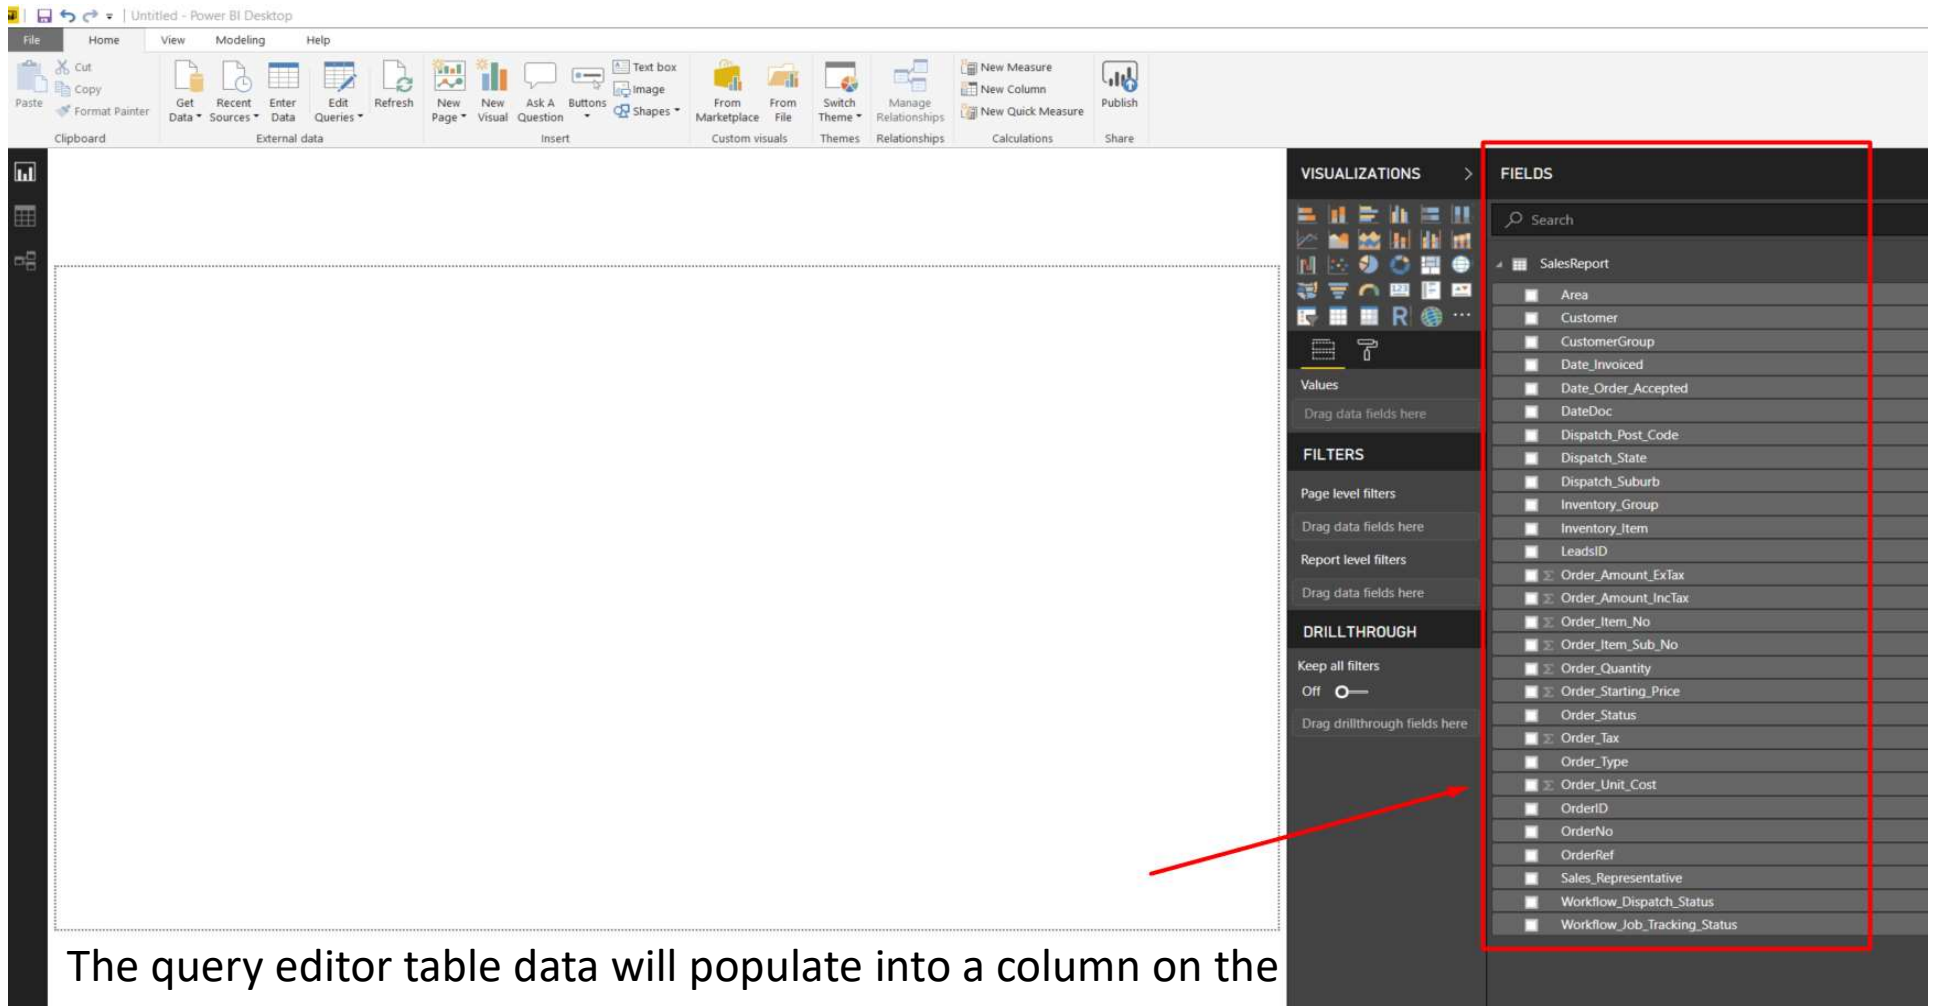 Untitled - Power BI Desktop
File Home View Modeling Help
Paste
Cut
Copy
Format Painter
Clipboard
Get Data
Recent Sources
Enter Data
Edit Queries
Refresh
External data
New Page
New Visual
Ask A Question
Buttons
Text box
Image
Shapes
Insert
From Marketplace
From File
Custom visuals
Switch Theme
Themes
Manage Relationships
Relationships
New Measure
New Column
New Quick Measure
Calculations
Publish
Share
VISUALIZATIONS
R
Values
Drag data fields here
FILTERS
Page level filters
Drag data fields here
Report level filters
Drag data fields here
DRILLTHROUGH
Keep all filters
Off
Drag drillthrough fields here
FIELDS
Search
SalesReport
Area
Customer
CustomerGroup
Date_Invoiced
Date_Order_Accepted
DateDoc
Dispatch_Post_Code
Dispatch_State
Dispatch_Suburb
Inventory_Group
Inventory_Item
LeadsID
Σ Order_Amount_ExTax
Σ Order_Amount_IncTax
Σ Order_Item_No
Σ Order_Item_Sub_No
Σ Order_Quantity
Σ Order_Starting_Price
Order_Status
Σ Order_Tax
Order_Type
Σ Order_Unit_Cost
OrderID
OrderNo
OrderRef
Sales_Representative
Workflow_Dispatch_Status
Workflow_Job_Tracking_Status
The query editor table data will populate into a column on the